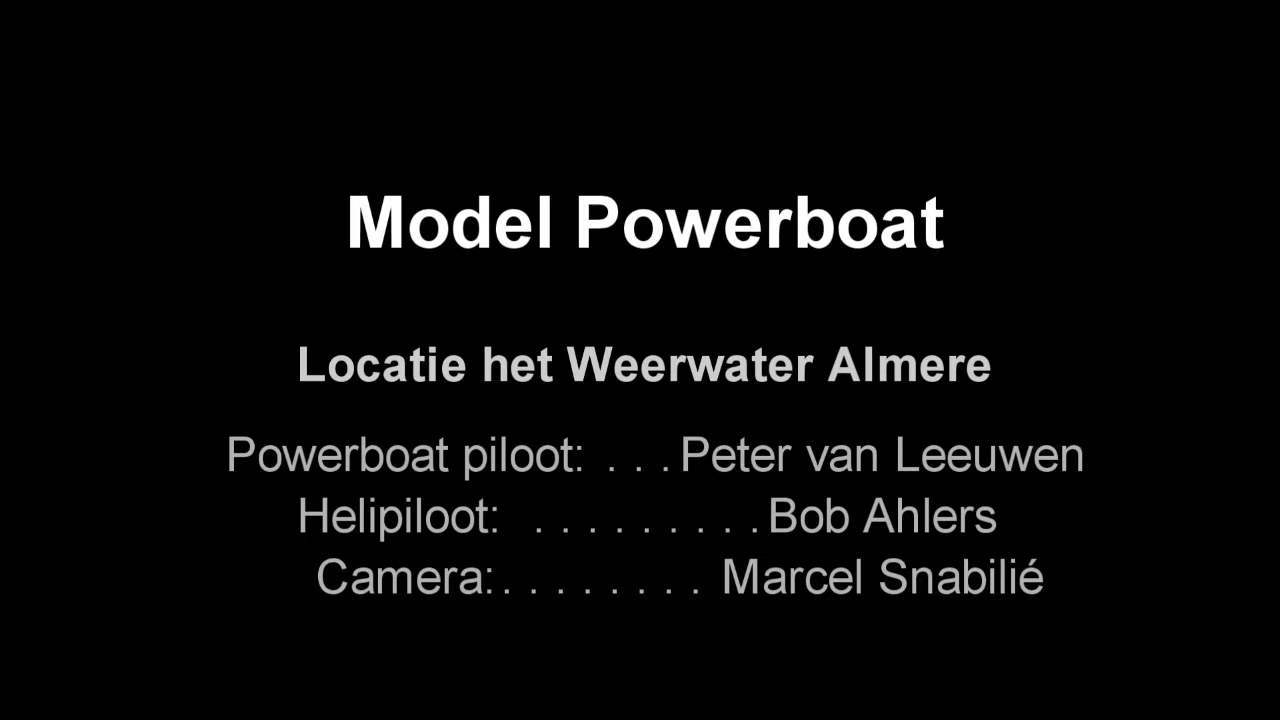 Model Powerboat
Locatie het Weerwater Almere
Powerboat piloot: . . . Peter van Leeuwen
Helipiloot: . . . . . . . . . Bob Ahlers
Camera: . . . . . . . . Marcel Snabilié